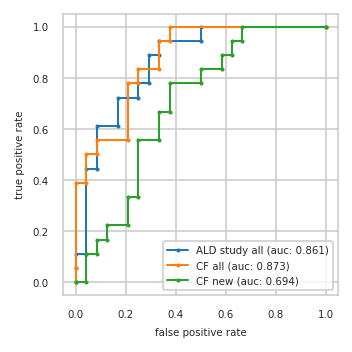 1.0
0.8
0.6
0.4
0.2
0.0
true positive rate
ALD study all (auc: 0.861)
CF all (auc: 0.873)
CF new (auc: 0.694)
0.0 0.2 0.4 0.6 0.8 1.0
false positive rate